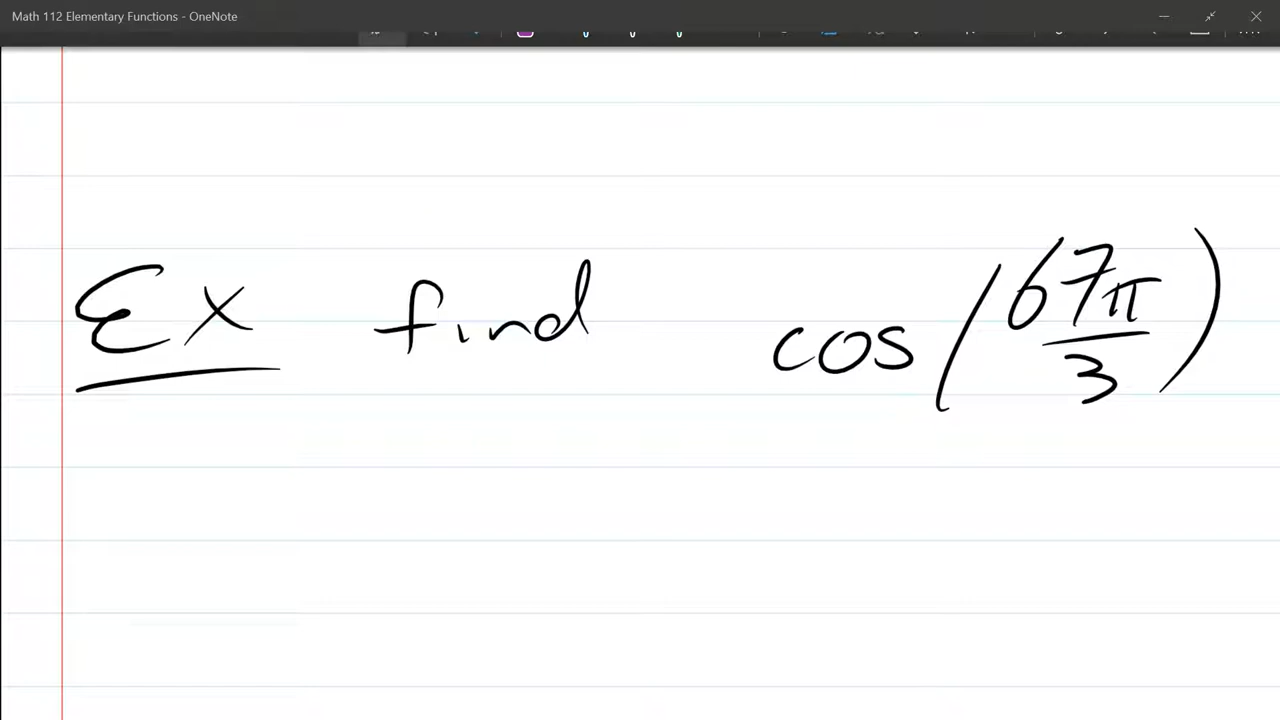 Math 112 Elementary Functions - OneNote
Ex find cos(67π/3)